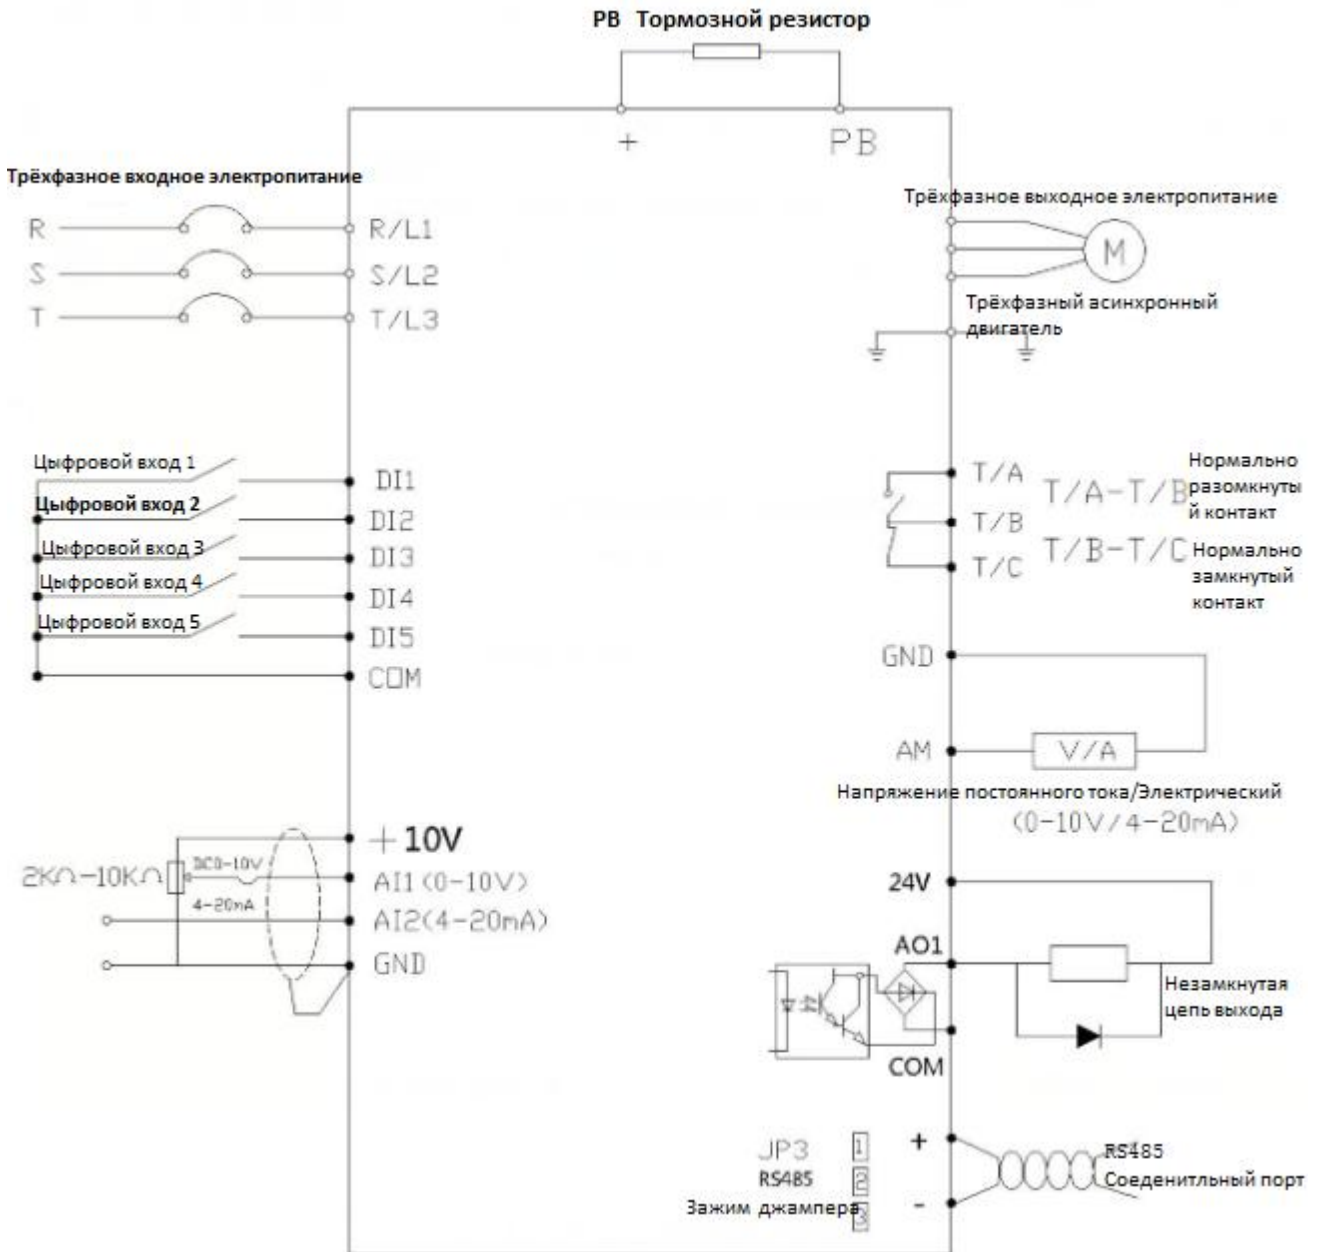 PB Тормозной резистор
+
PB
Трёхфазное входное электропитание
Трёхфазное выходное электропитание
R
R/L1
M
S
S/L2
T
T/L3
Трёхфазный асинхронный
двигатель
Цыфровой вход 1
DI1
Цыфровой вход 2
DI2
Цыфровой вход 3
DI3
Цыфровой вход 4
DI4
Цыфровой вход 5
DI5
COM
T/A
T/A-T/B
Нормально
разомкнуты
й контакт
T/B
T/B-T/C
Нормально
замкнутый
контакт
T/C
GND
AM
V/A
Напряжение постоянного тока/Электрический
(0-10V/4-20mA)
+10V
2KΩ-10KΩ
DC0-10V
AI1(0-10V)
4-20mA
AI2(4-20mA)
GND
24V
AO1
Незамкнутая
цепь выхода
COM
JP3
1
+
RS485
RS485
2
Соеденитльный порт
Зажим джампера
3
-